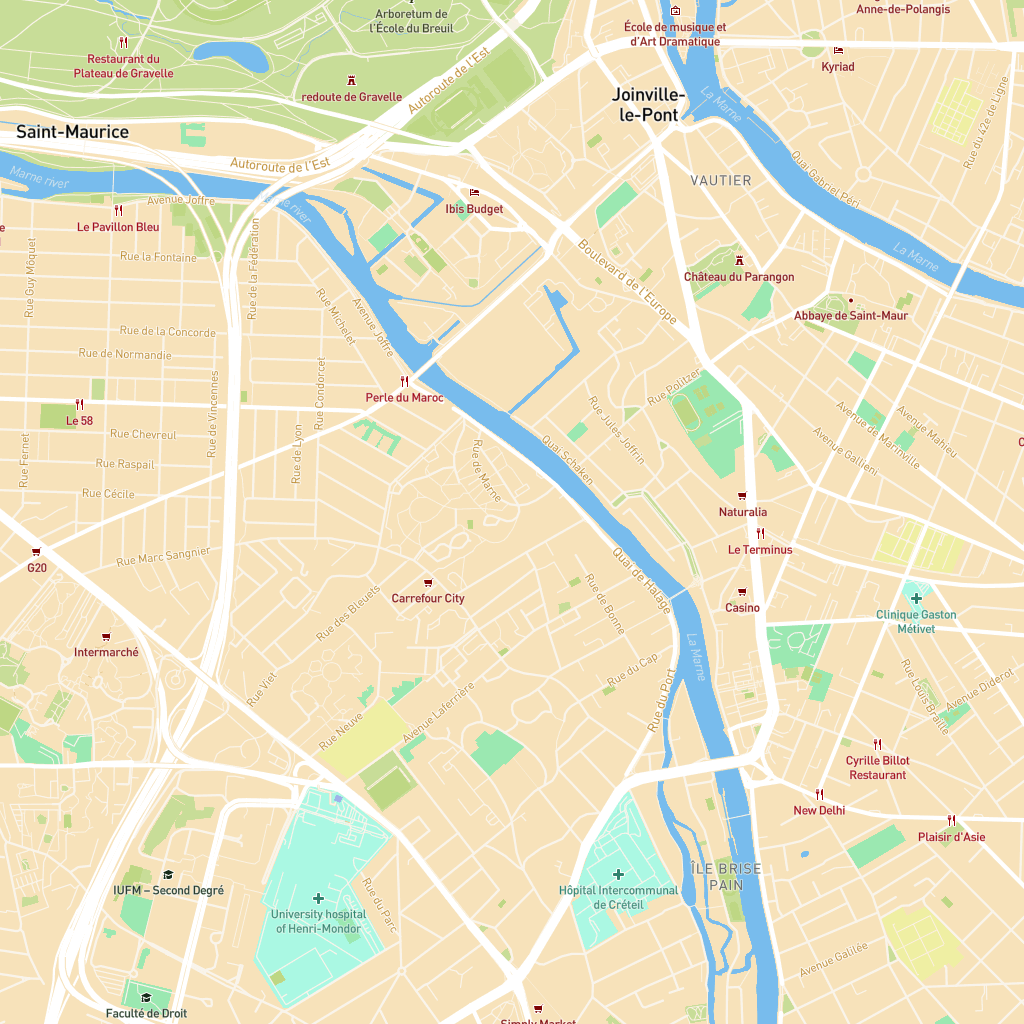 Arboretum de
l'École du Breuil
Anne-de-Polangis
École de musique et
d'Art Dramatique
Restaurant du
Plateau de Gravelle
Autoroute de l'Est
Kyriad
redoute de Gravelle
Joinville-
le-Pont
La Marne
Rue du 42e de Ligne
Saint-Maurice
Autoroute de l'Est
Marne river
Quai Gabriel Péri
VAUTIER
Avenue Joffre
river
Ibis Budget
Le Pavillon Bleu
Rue de la Fédération
Boulevard de l'Europe
La Marne
Rue la Fontaine
Rue Guy Môquet
Château du Parangon
Rue Michelet
Avenue Joffre
Abbaye de Saint-Maur
Rue de la Concorde
Rue de Normandie
Rue Condorcet
Rue de Vincennes
Rue Politzer
Perle du Maroc
Le 58
Rue Jules Joffrin
Avenue de Marinville
Avenue Mahieu
Rue Chevreul
Rue Fernet
Rue de Lyon
Rue de Marne
Quai Schaken
Avenue Gallieni
Rue Raspail
Rue Cécile
Naturalia
Le Terminus
Rue Marc Sangnier
G20
Quai de Halage
Rue des Bleuets
Carrefour City
Rue de Bonne
Casino
Clinique Gaston
Métivet
Intermarché
La Marne
Rue du Cap
Rue Viet
Rue du Port
Rue Louis Braille
Avenue Diderot
Avenue Laferrière
Rue Neuve
Cyrille Billot
Restaurant
New Delhi
Plaisir d'Asie
ÎLE BRISE
PAIN
IUFM – Second Degré
Hôpital Intercommunal
de Créteil
Rue du Parc
University hospital
of Henri-Mondor
Avenue Galilée
Faculté de Droit
Simply Market